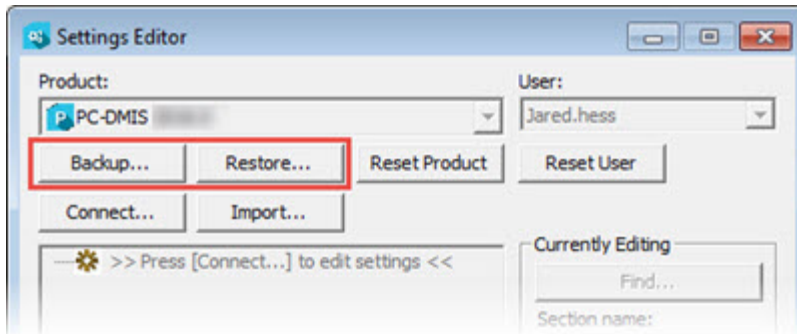 Settings Editor
Product:
User:
PC-DMIS
Jared.hess
Backup...
Restore...
Reset Product
Reset User
Connect...
Import...
>> Press [Connect...] to edit settings <<
Currently Editing
Find...
Section name: